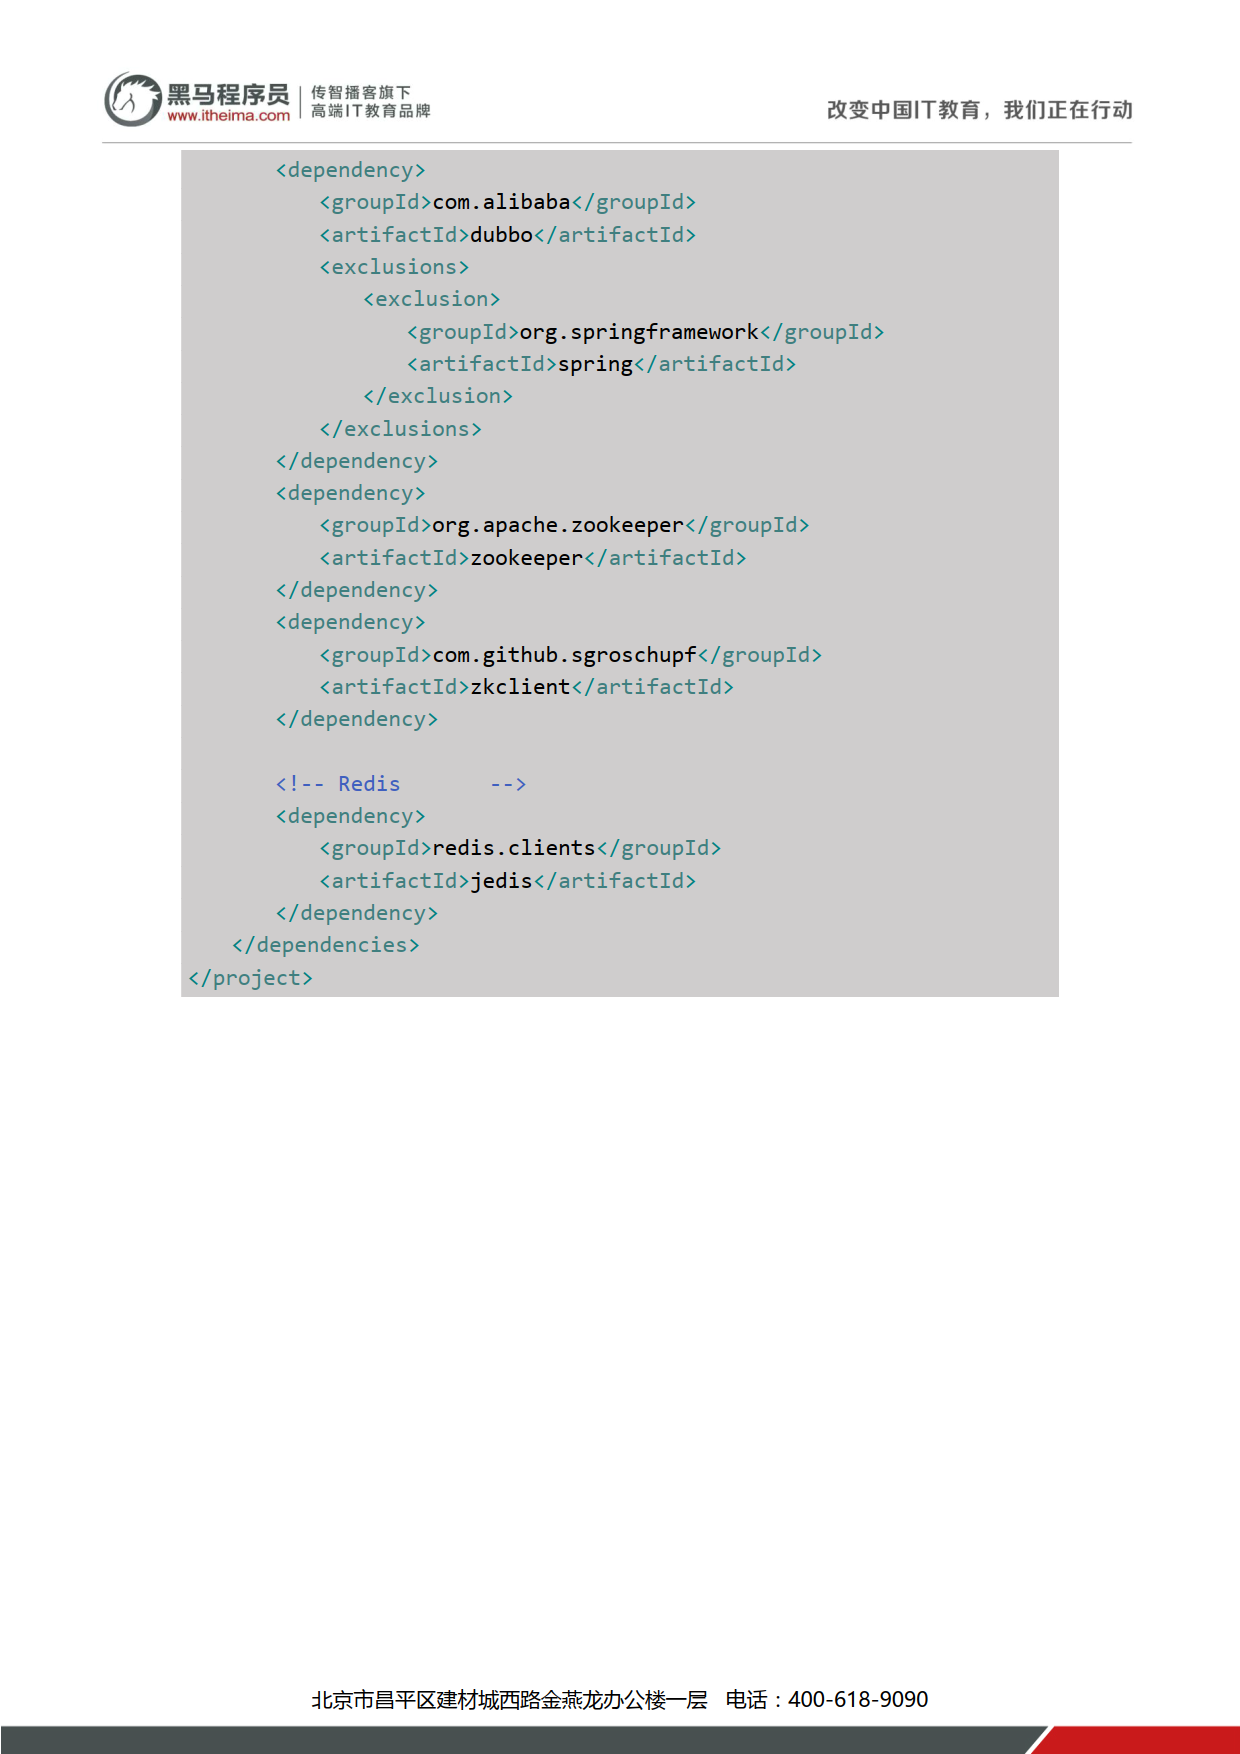 黑马程序员
www.itheima.com
传智播客旗下
高端IT教育品牌
改变中国IT教育，我们正在行动
<dependency>
<groupId>com.alibaba</groupId>
<artifactId>dubbo</artifactId>
<exclusions>
<exclusion>
<groupId>org.springframework</groupId>
<artifactId>spring</artifactId>
</exclusion>
</exclusions>
</dependency>
<dependency>
<groupId>org.apache.zookeeper</groupId>
<artifactId>zookeeper</artifactId>
</dependency>
<dependency>
<groupId>com.github.sgroschupf</groupId>
<artifactId>zkclient</artifactId>
</dependency>
<!-- Redis -->
<dependency>
<groupId>redis.clients</groupId>
<artifactId>jedis</artifactId>
</dependency>
</dependencies>
</project>
北京市昌平区建材城西路金燕龙办公楼一层 电话：400-618-9090